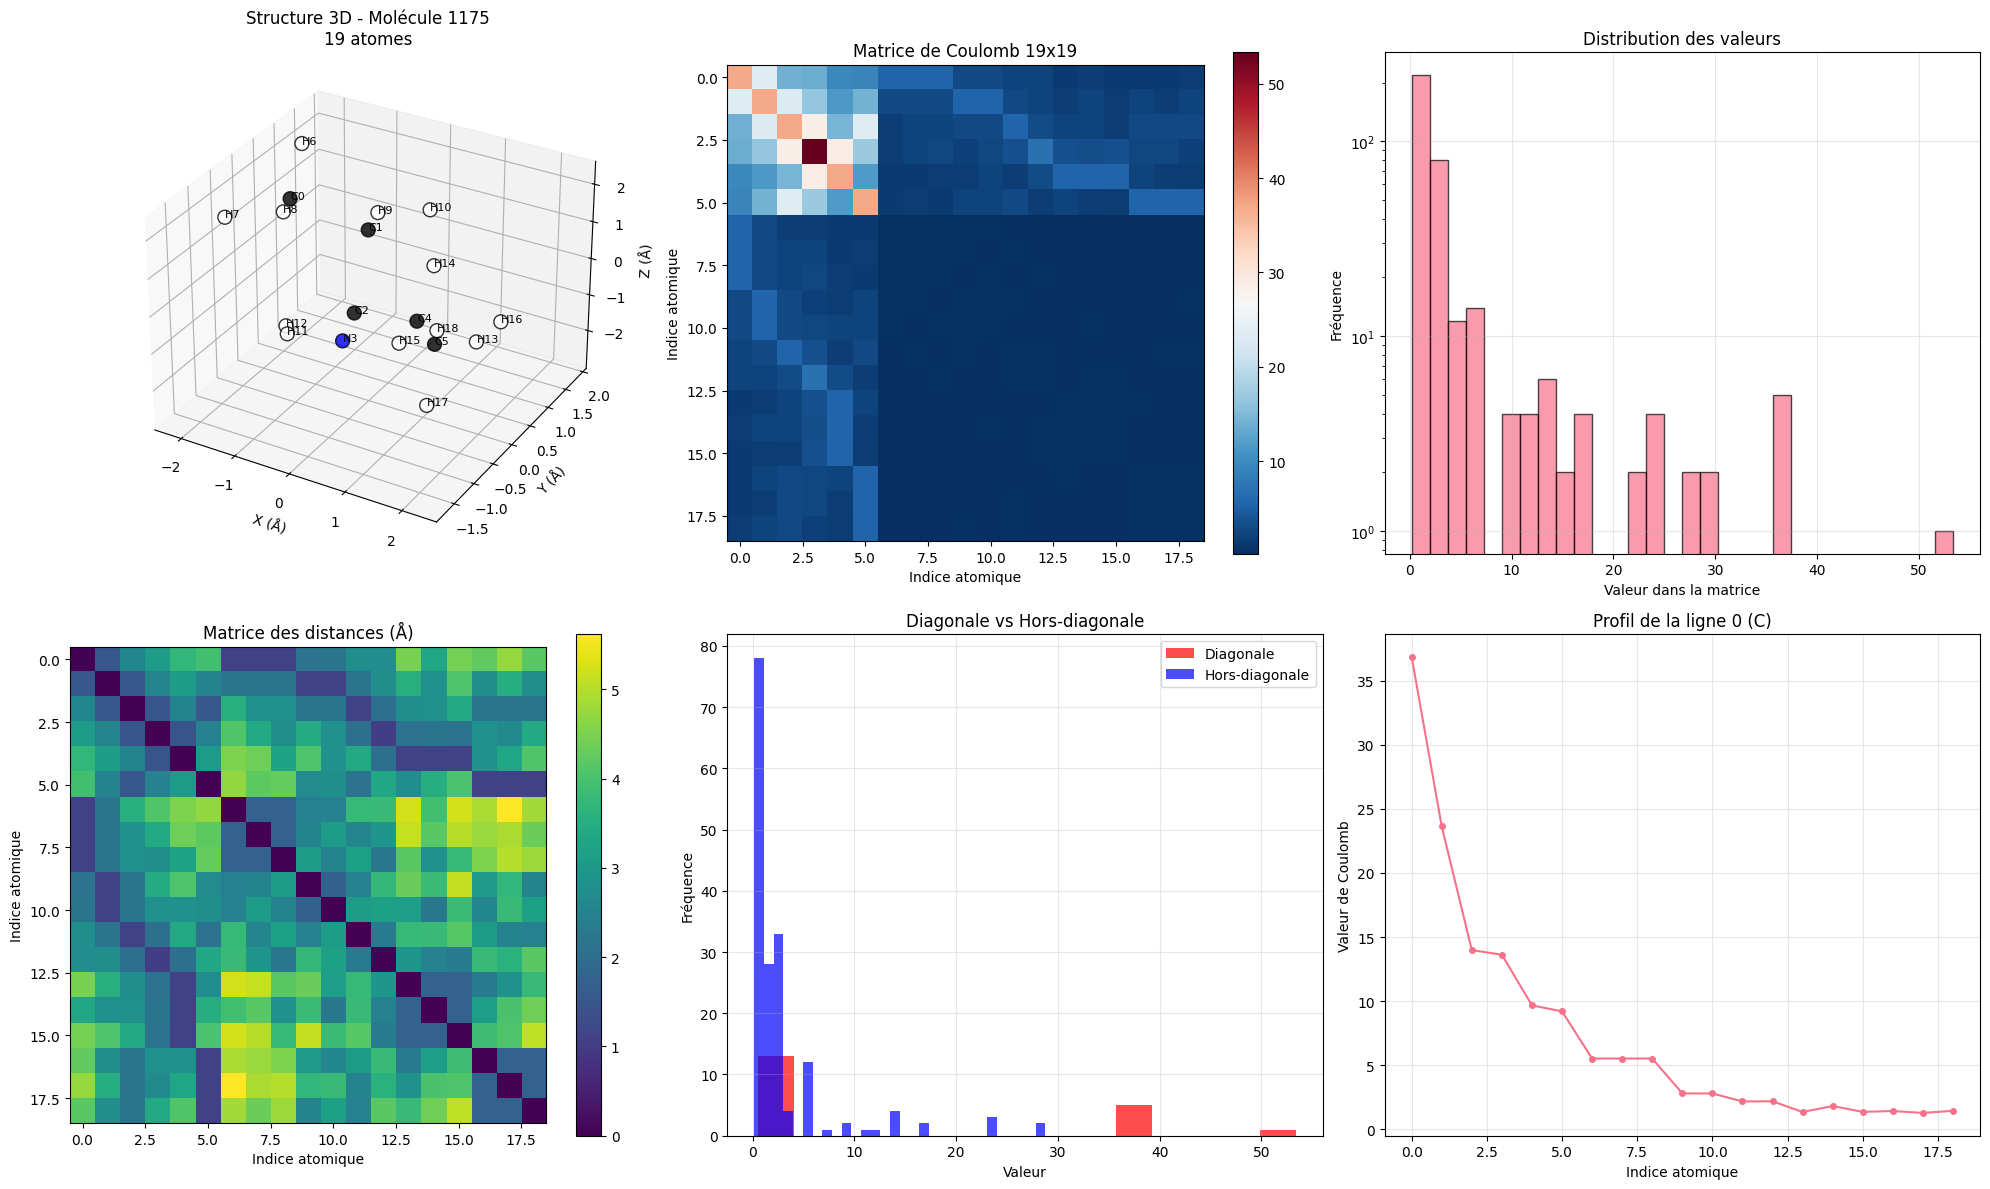 Structure 3D - Molécule 1175
19 atomes
H6
C0
H7
H8
H9
H10
C1
H14
C2
C4
H16
H12
H11
H18
H13
N3
H15
C5
H17
2
1
0
−1
−2
Z (Å)
2.0
1.5
1.0
0.5
0.0
−0.5
−1.0
−1.5
Y (Å)
−2
−1
0
1
2
X (Å)
Matrice de Coulomb 19x19
0.0
2.5
5.0
7.5
10.0
12.5
15.0
17.5
Indice atomique
0.0 2.5 5.0 7.5 10.0 12.5 15.0 17.5
Indice atomique
50
40
30
20
10
Distribution des valeurs
10²
10¹
10⁰
Fréquence
0 10 20 30 40 50
Valeur dans la matrice
Matrice des distances (Å)
0.0
2.5
5.0
7.5
10.0
12.5
15.0
17.5
Indice atomique
0.0 2.5 5.0 7.5 10.0 12.5 15.0 17.5
Indice atomique
5
4
3
2
1
0
Diagonale vs Hors-diagonale
Diagonale
Hors-diagonale
80
70
60
50
40
30
20
10
0
Fréquence
0 10 20 30 40 50
Valeur
Profil de la ligne 0 (C)
35
30
25
20
15
10
5
0
Valeur de Coulomb
0.0 2.5 5.0 7.5 10.0 12.5 15.0 17.5
Indice atomique